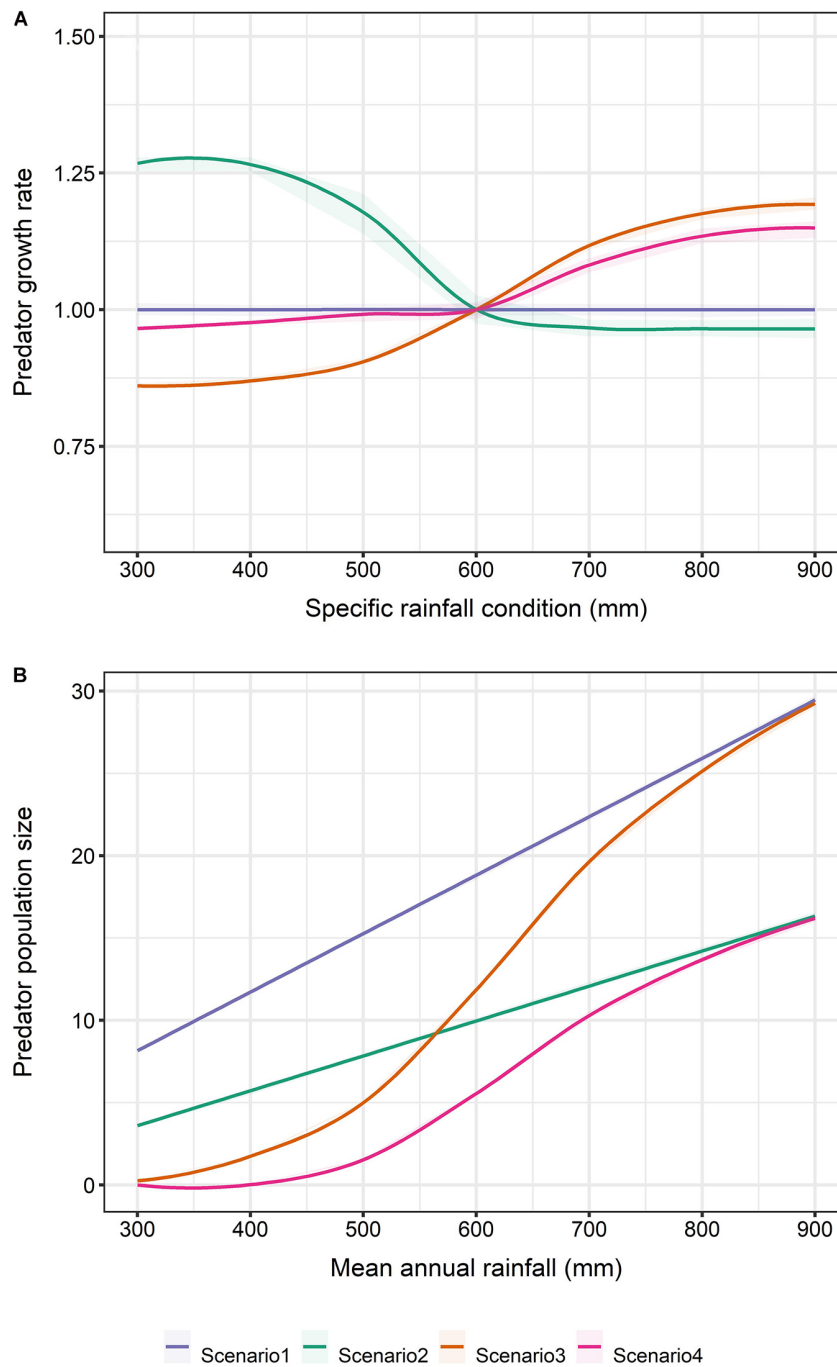 A
1.50
1.25
1.00
0.75
Predator growth rate
300 400 500 600 700 800 900
Specific rainfall condition (mm)
B
30
20
10
0
Predator population size
300 400 500 600 700 800 900
Mean annual rainfall (mm)
Scenario1 Scenario2 Scenario3 Scenario4